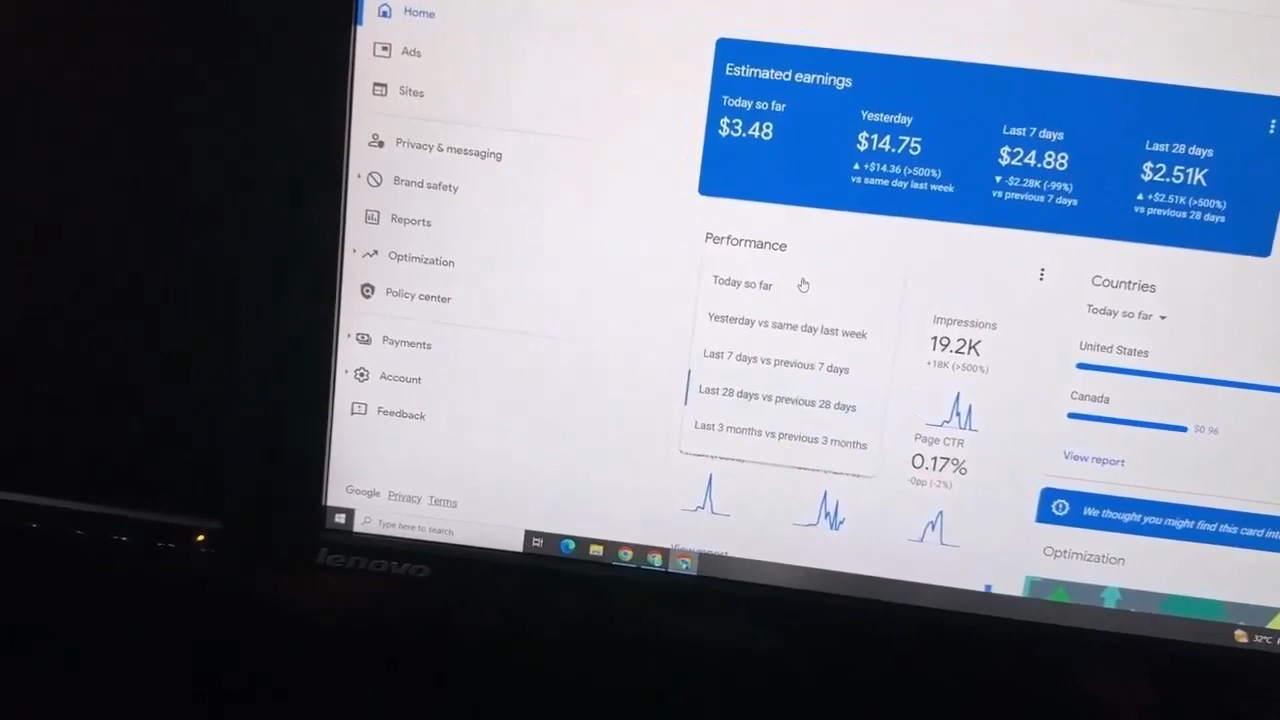 Home
Ads
Sites
Privacy & messaging
Brand safety
Reports
Optimization
Policy center
Payments
Account
Feedback
Google Privacy Terms
Type here to search
lenovo
Estimated earnings
Today so far
$3.48
Yesterday
$14.75
+$14.36 (>500%)
vs same day last week
Last 7 days
$24.88
-$2.28K (-99%)
vs previous 7 days
Last 28 days
$2.51K
+$2.51K (>500%)
vs previous 28 days
Performance
Today so far
Yesterday vs same day last week
Last 7 days vs previous 7 days
Last 28 days vs previous 28 days
Last 3 months vs previous 3 months
Impressions
19.2K
+18K (>500%)
Page CTR
0.17%
-0pp (-2%)
View report
Countries
Today so far
United States
Canada
$0.96
View report
We thought you might find this card
Optimization
32°C